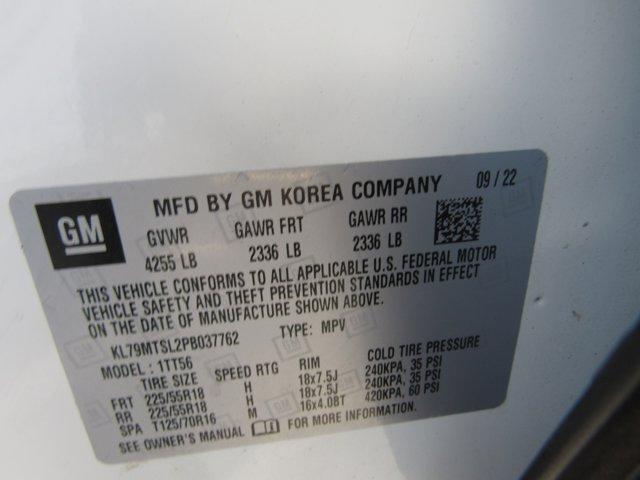 GM
MFD BY GM KOREA COMPANY 09 / 22
GVWR GAWR FRT GAWR RR
4255 LB 2336 LB 2336 LB
THIS VEHICLE CONFORMS TO ALL APPLICABLE U.S. FEDERAL MOTOR
VEHICLE SAFETY AND THEFT PREVENTION STANDARDS IN EFFECT
ON THE DATE OF MANUFACTURE SHOWN ABOVE.
KL79MTSL2PB037762 TYPE: MPV
MODEL : 1TT56
TIRE SIZE SPEED RTG RIM COLD TIRE PRESSURE
FRT 225/55R18 H 18x7.5J 240KPA, 35 PSI
RR 225/55R18 H 18x7.5J 240KPA, 35 PSI
SPA T125/70R16 M 16x4.0BT 420KPA, 60 PSI
SEE OWNER'S MANUAL FOR MORE INFORMATION.